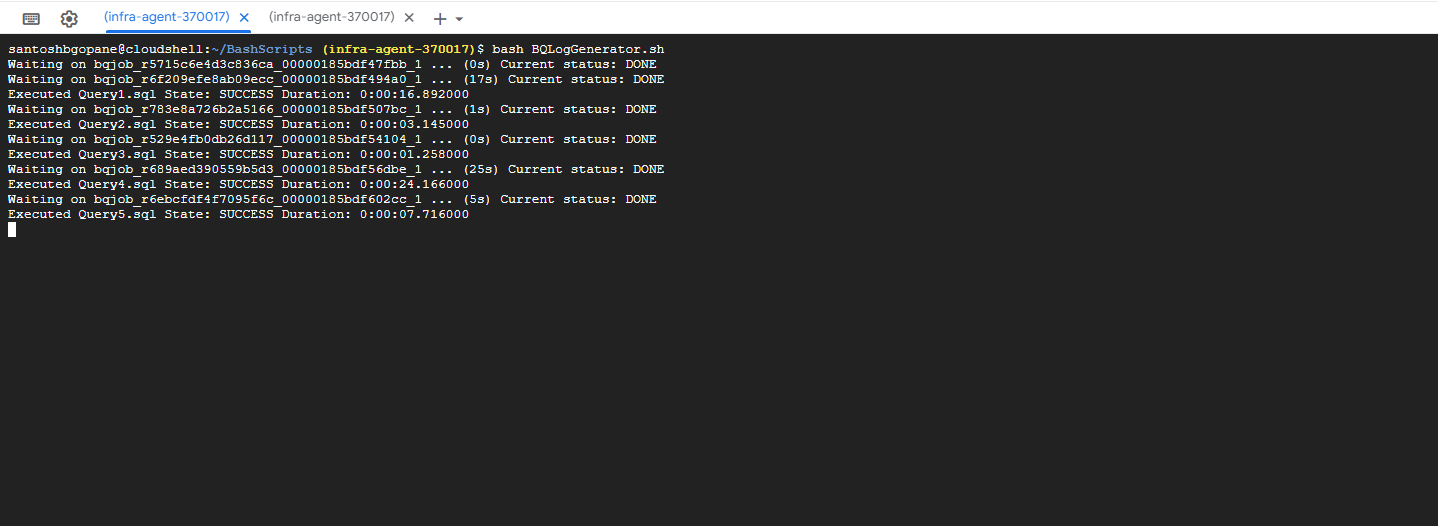 (infra-agent-370017) (infra-agent-370017)
santoshbgopane@cloudshell:~/BashScripts (infra-agent-370017)$ bash BQLogGenerator.sh
Waiting on bqjob_r5715c6e4d3c836ca_00000185bdf47fbb_1 ... (0s) Current status: DONE
Waiting on bqjob_r6f209efe8ab09ecc_00000185bdf494a0_1 ... (17s) Current status: DONE
Executed Query1.sql State: SUCCESS Duration: 0:00:16.892000
Waiting on bqjob_r783e8a726b2a5166_00000185bdf507bc_1 ... (1s) Current status: DONE
Executed Query2.sql State: SUCCESS Duration: 0:00:03.145000
Waiting on bqjob_r529e4fb0db26d117_00000185bdf54104_1 ... (0s) Current status: DONE
Executed Query3.sql State: SUCCESS Duration: 0:00:01.258000
Waiting on bqjob_r689aed390559b5d3_00000185bdf56dbe_1 ... (25s) Current status: DONE
Executed Query4.sql State: SUCCESS Duration: 0:00:24.166000
Waiting on bqjob_r6ebcfdf4f7095f6c_00000185bdf602cc_1 ... (5s) Current status: DONE
Executed Query5.sql State: SUCCESS Duration: 0:00:07.716000